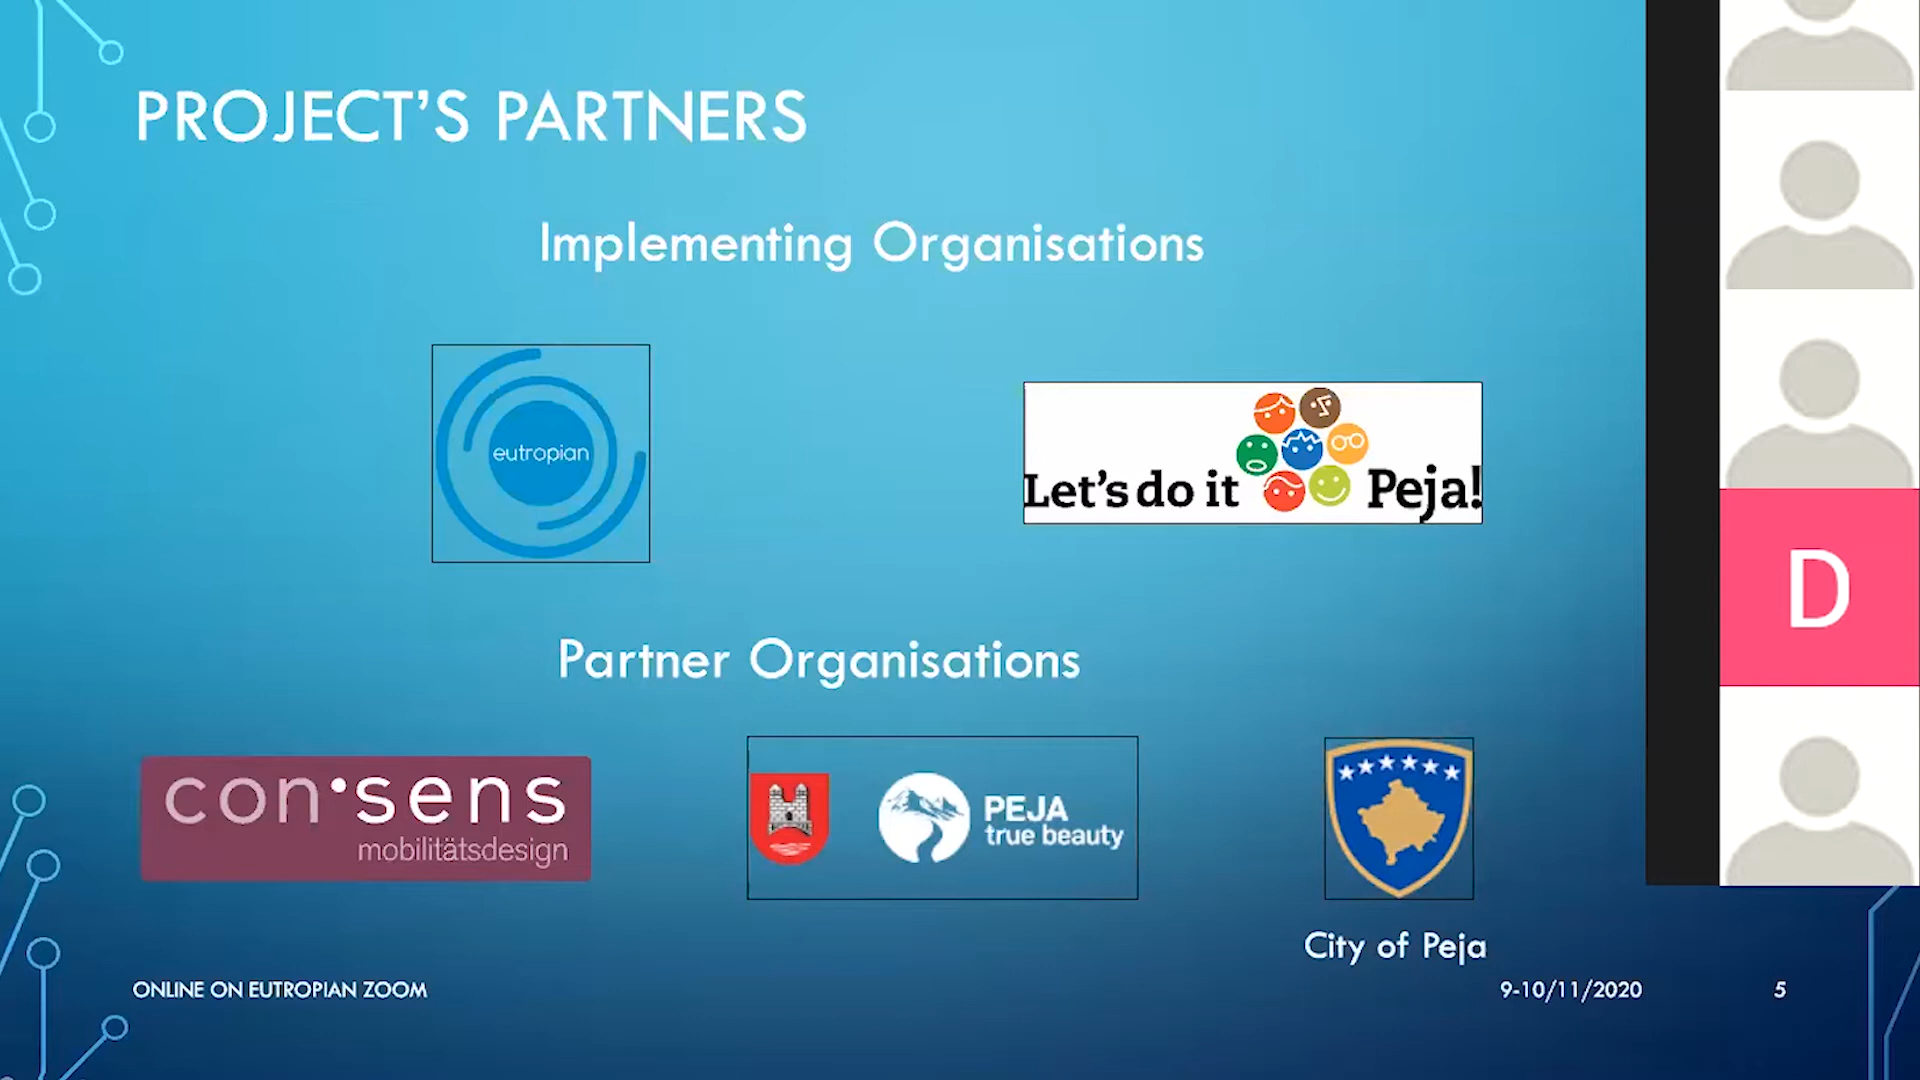 PROJECT'S PARTNERS
Implementing Organisations
eutropian
Let's do it Peja!
Partner Organisations
con·sens
mobilitätsdesign
PEJA
true beauty
City of Peja
ONLINE ON EUTROPIAN ZOOM
9-10/11/2020
5
D